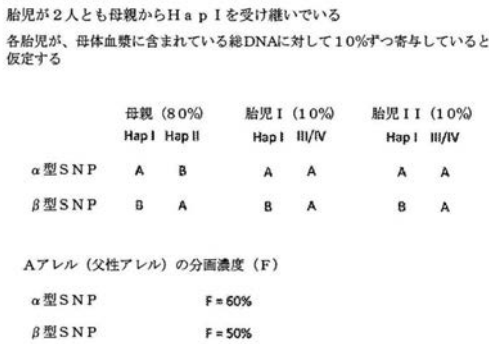 胎児が２人とも母親からＨａｐ Ｉを受け継いでいる
各胎児が、母体血漿に含まれている総DNAに対して１０%ずつ寄与していると
仮定する
母親（８０%） 胎児Ｉ（１０%） 胎児ＩＩ（１０%）
Hap I Hap II Hap I III/IV Hap I III/IV
α型ＳＮＰ A B A A A A
β型ＳＮＰ B A B A B A
Ａアレル（父性アレル）の分画濃度（Ｆ）
α型ＳＮＰ F = 60%
β型ＳＮＰ F = 50%